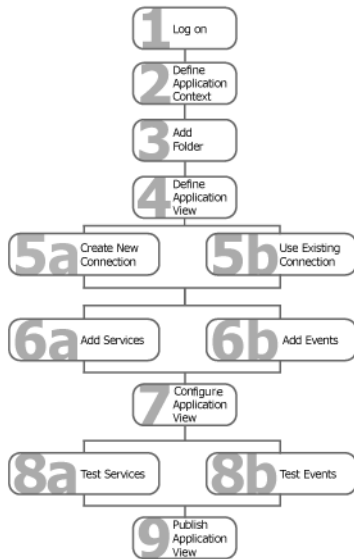 1 Log on
2 Define
Application
Context
3 Add
Folder
4 Define
Application
View
5a Create New
Connection
5b Use Existing
Connection
6a Add Services
6b Add Events
7 Configure
Application
View
8a Test Services
8b Test Events
9 Publish
Application
View